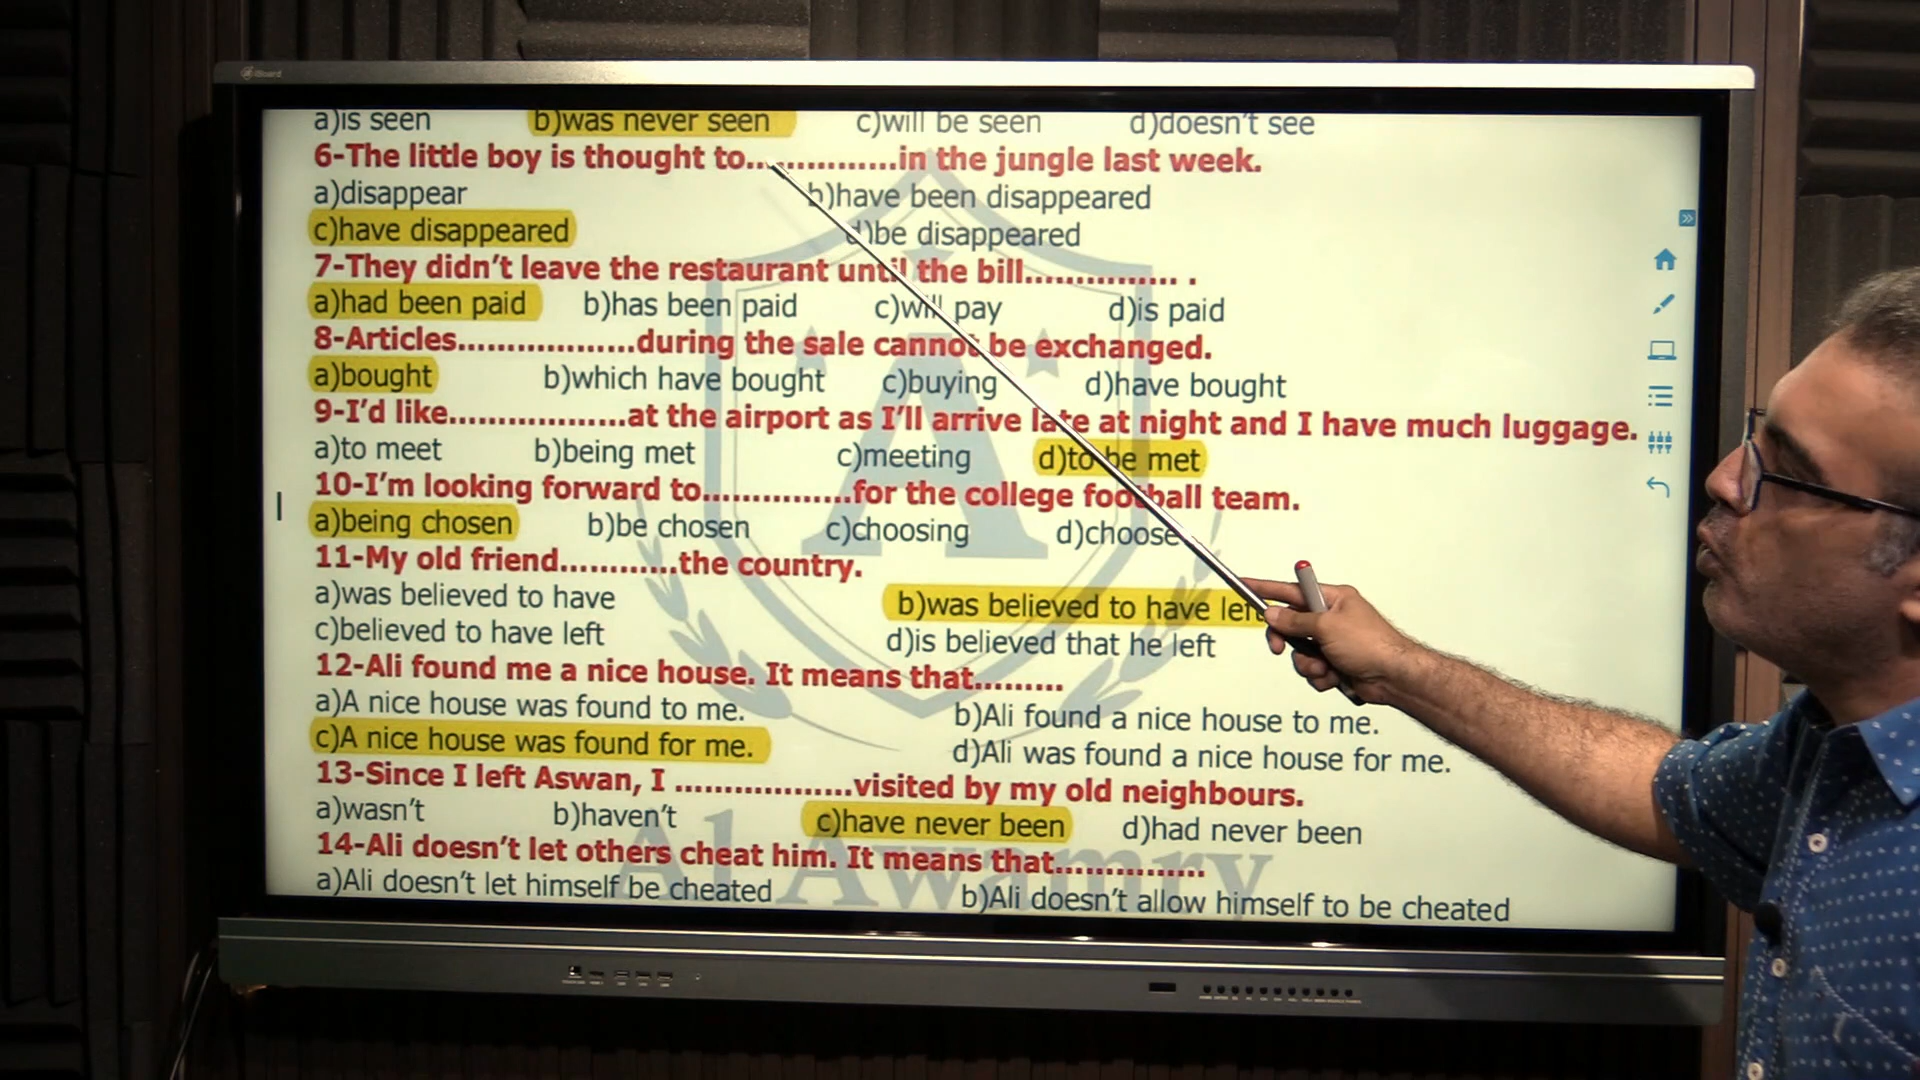 iBoard
a)is seen b)was never seen c)will be seen d)doesn't see
6-The little boy is thought to...............in the jungle last week.
a)disappear b)have been disappeared
c)have disappeared d)be disappeared
7-They didn't leave the restaurant until the bill............... .
a)had been paid b)has been paid c)will pay d)is paid
8-Articles..................during the sale cannot be exchanged.
a)bought b)which have bought c)buying d)have bought
9-I'd like..................at the airport as I'll arrive late at night and I have much luggage.
a)to meet b)being met c)meeting d)to be met
10-I'm looking forward to...............for the college football team.
a)being chosen b)be chosen c)choosing d)choose
11-My old friend............the country.
a)was believed to have b)was believed to have left
c)believed to have left d)is believed that he left
12-Ali found me a nice house. It means that.........
a)A nice house was found to me. b)Ali found a nice house to me.
c)A nice house was found for me. d)Ali was found a nice house for me.
13-Since I left Aswan, I ..................visited by my old neighbours.
a)wasn't b)haven't c)have never been d)had never been
14-Ali doesn't let others cheat him. It means that...............
a)Ali doesn't let himself be cheated b)Ali doesn't allow himself to be cheated
Al Awamry